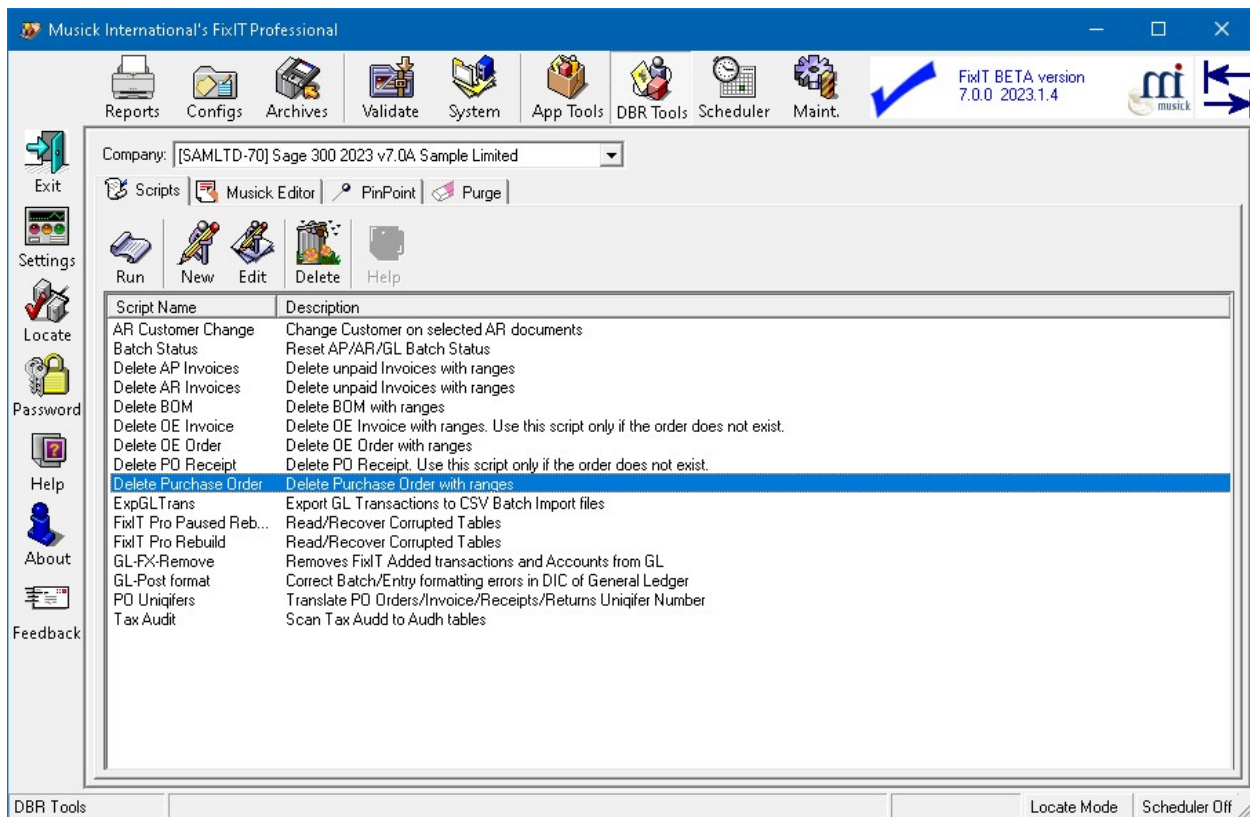 Musick International's FixIT Professional
Reports Configs Archives Validate System App Tools DBR Tools Scheduler Maint.
FixIT BETA version
7.0.0 2023.1.4
mi
musick
Exit
Settings
Locate
Password
Help
About
Feedback
Company: [SAMLTD-70] Sage 300 2023 v7.0A Sample Limited
Scripts Musick Editor PinPoint Purge
Run New Edit Delete Help
Script Name Description
AR Customer Change Change Customer on selected AR documents
Batch Status Reset AP/AR/GL Batch Status
Delete AP Invoices Delete unpaid Invoices with ranges
Delete AR Invoices Delete unpaid Invoices with ranges
Delete BOM Delete BOM with ranges
Delete OE Invoice Delete OE Invoice with ranges. Use this script only if the order does not exist.
Delete OE Order Delete OE Order with ranges
Delete PO Receipt Delete PO Receipt. Use this script only if the order does not exist.
Delete Purchase Order Delete Purchase Order with ranges
ExpGLTrans Export GL Transactions to CSV Batch Import files
FixIT Pro Paused Reb... Read/Recover Corrupted Tables
FixIT Pro Rebuild Read/Recover Corrupted Tables
GL-FX-Remove Removes FixIT Added transactions and Accounts from GL
GL-Post format Correct Batch/Entry formatting errors in DIC of General Ledger
PO Uniqifers Translate PO Orders/Invoice/Receipts/Returns Uniqifer Number
Tax Audit Scan Tax Audd to Audh tables
DBR Tools Locate Mode Scheduler Off